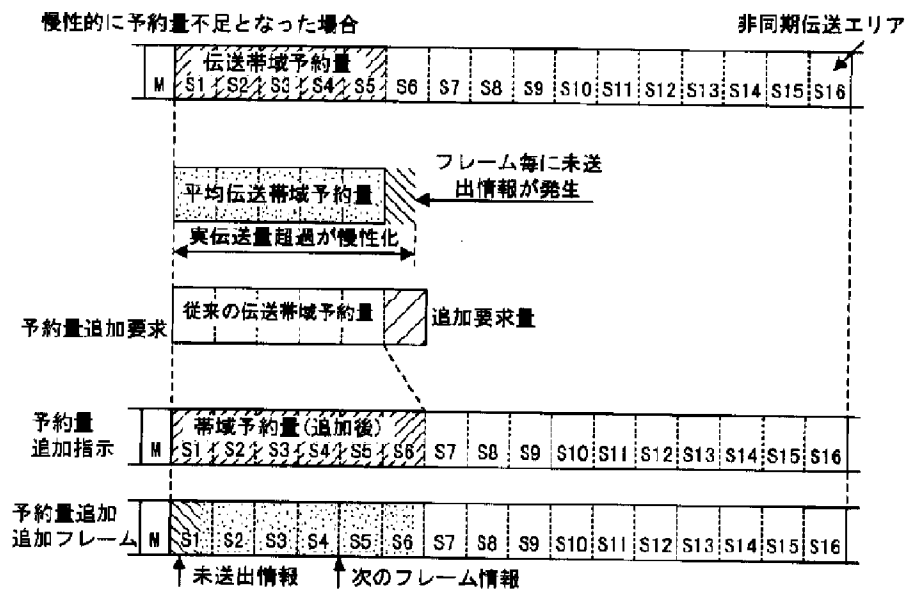 慢性的に予約量不足となった場合
非同期伝送エリア
伝送帯域予約量
M S1 S2 S3 S4 S5 S6 S7 S8 S9 S10 S11 S12 S13 S14 S15 S16
フレーム毎に未送
出情報が発生
平均伝送帯域予約量
実伝送量超過が慢性化
従来の伝送帯域予約量
追加要求量
予約量追加要求
予約量
追加指示
帯域予約量(追加後)
M S1 S2 S3 S4 S5 S6 S7 S8 S9 S10 S11 S12 S13 S14 S15 S16
予約量追加
追加フレーム
M S1 S2 S3 S4 S5 S6 S7 S8 S9 S10 S11 S12 S13 S14 S15 S16
未送出情報
次のフレーム情報